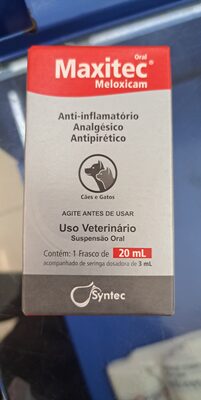 Oral
Maxitec®
Meloxicam
Anti-inflamatório
Analgésico
Antipirético
Cães e Gatos
AGITE ANTES DE USAR
Uso Veterinário
Suspensão Oral
Contém: 1 Frasco de 20 mL
acompanhado de seringa dosadora de 3 mL
Syntec